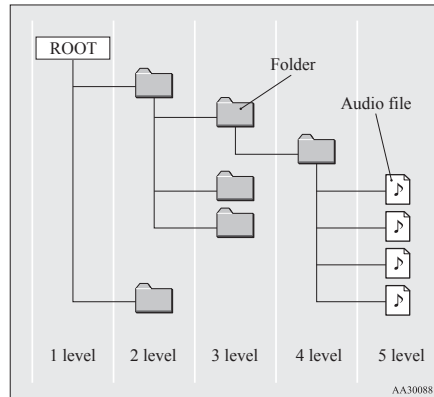 ROOT
Folder
Audio file
1 level 2 level 3 level 4 level 5 level
AA30088